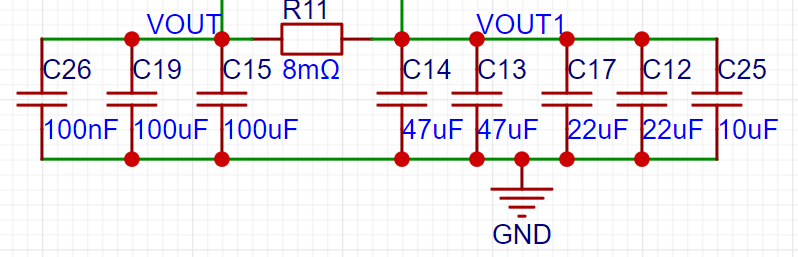 VOUT R11 VOUT1
C26 C19 C15 8mΩ C14 C13 C17 C12 C25
100nF 100uF 100uF 47uF 47uF 22uF 22uF 10uF
GND